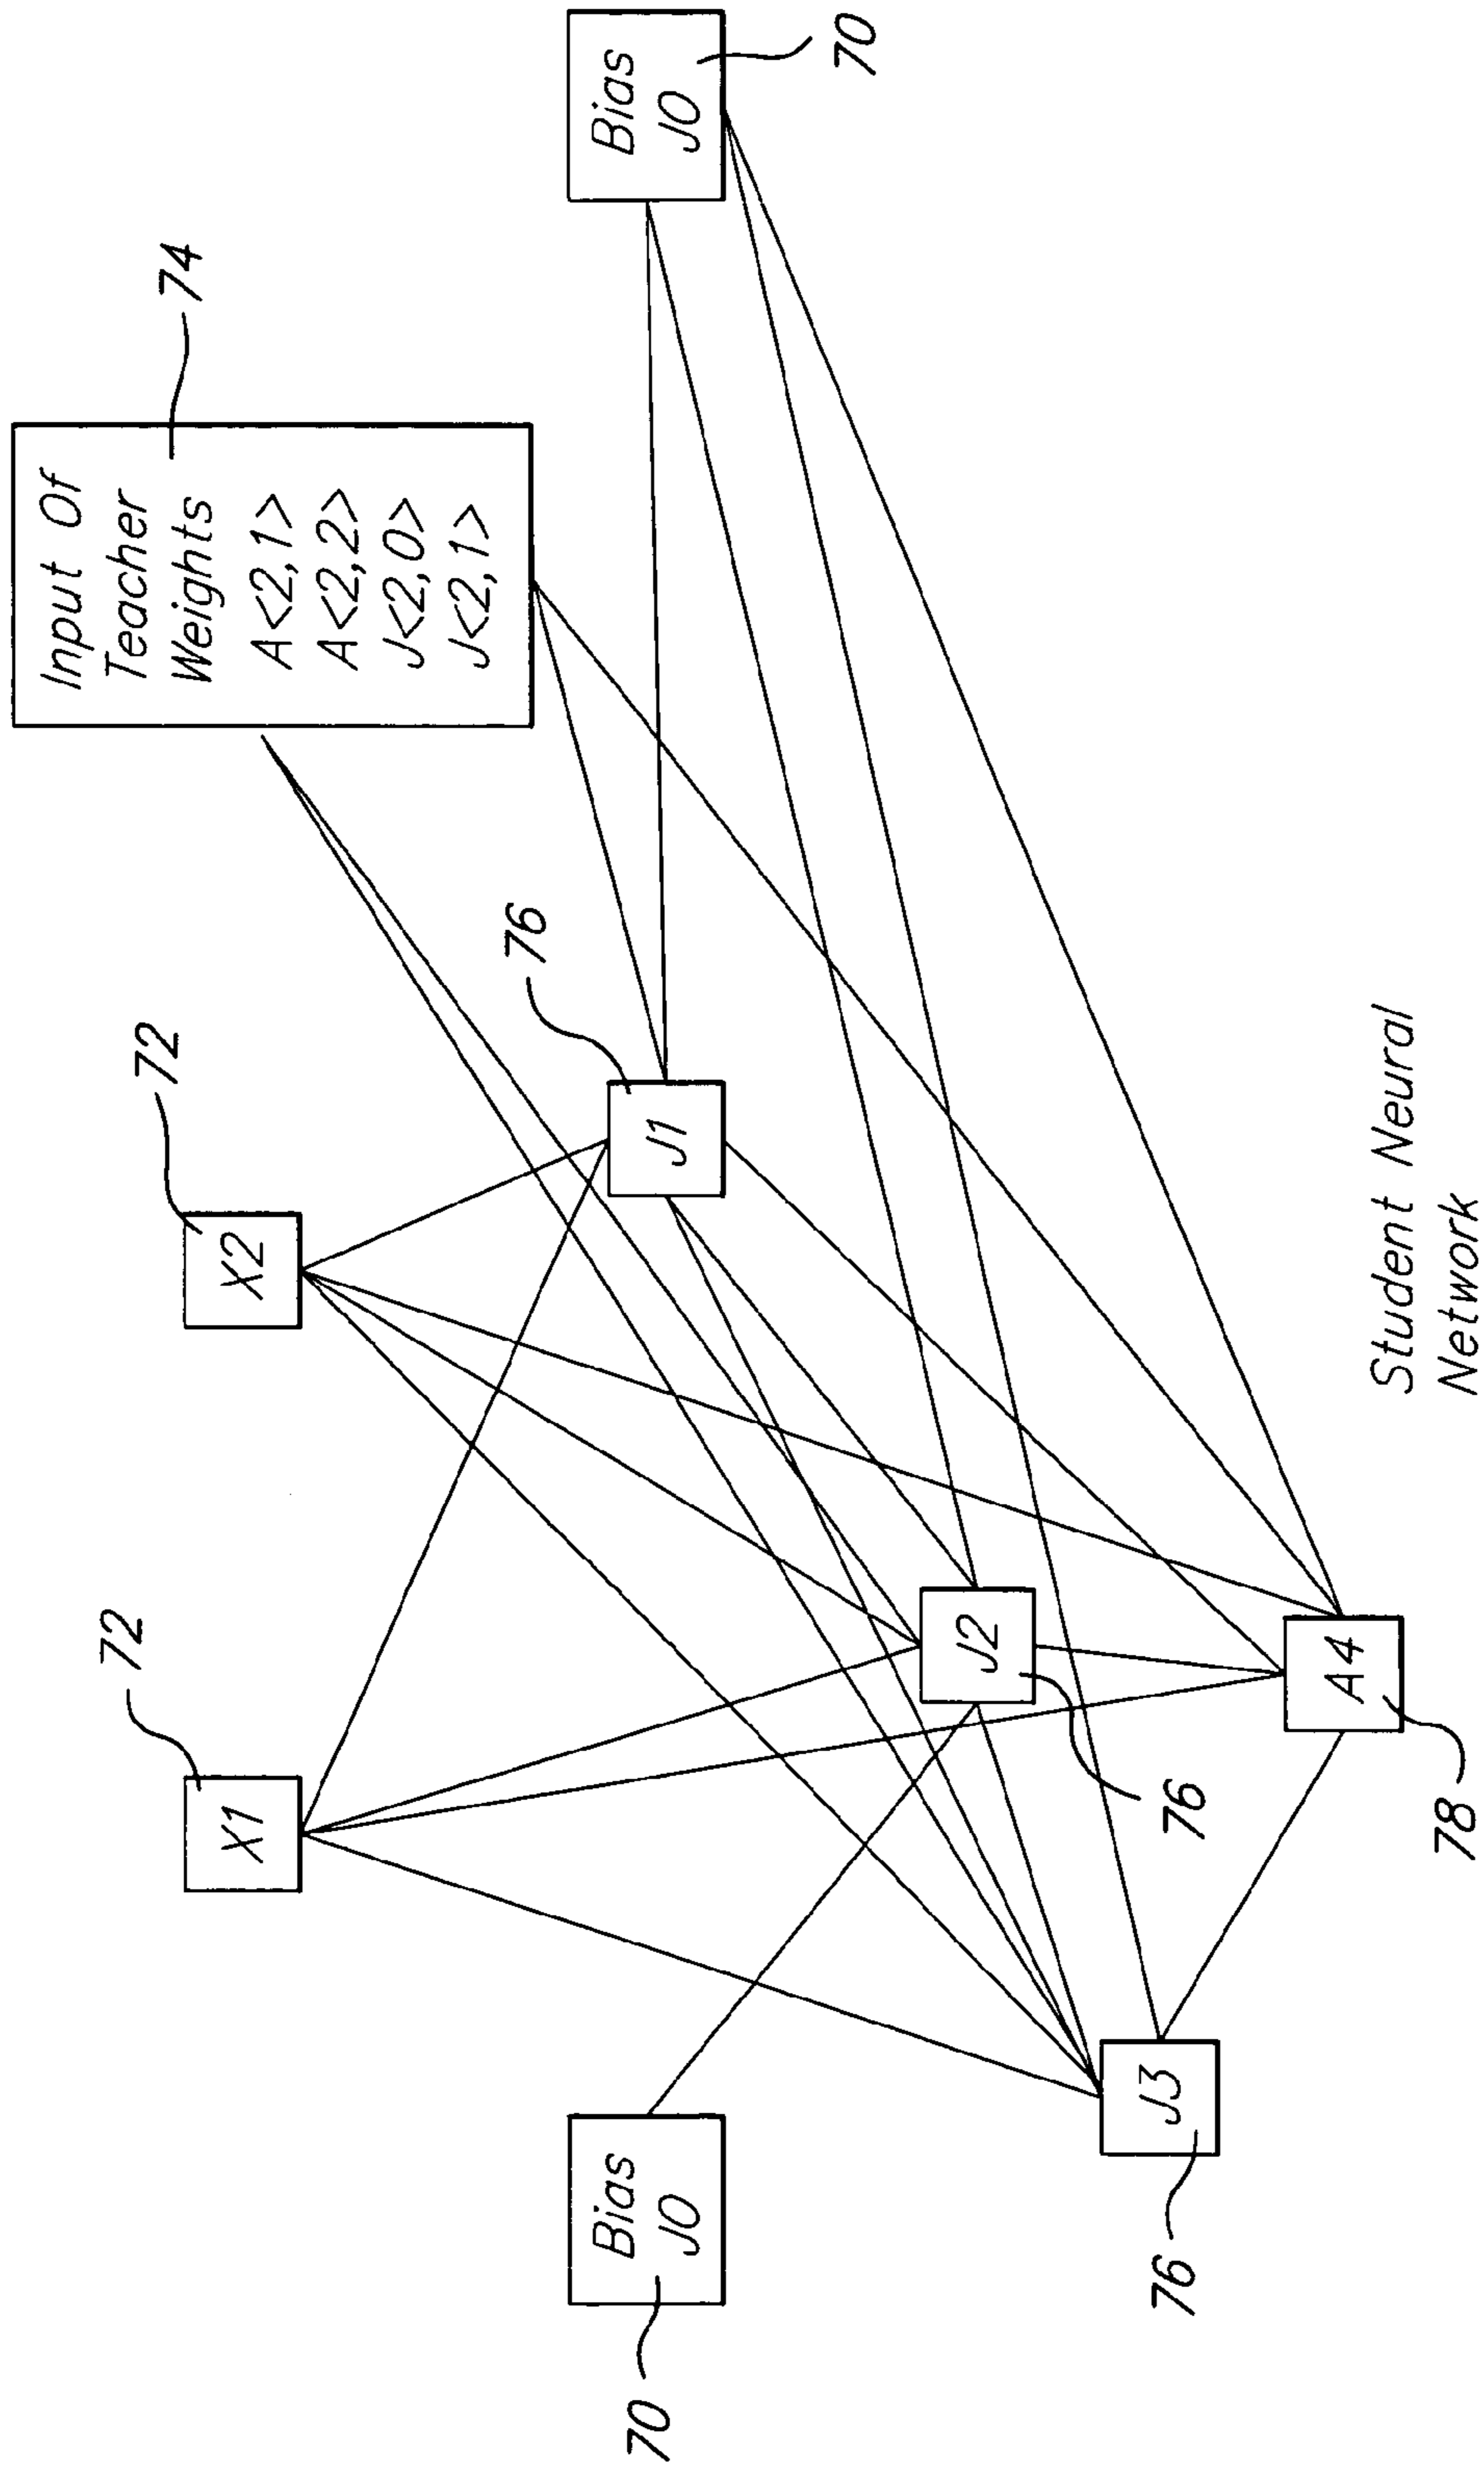 72
72
74
X1
X2
Input Of
Teacher
Weights
A<2,1>
A<2,2>
J<2,0>
J<2,1>
76
70
Bias
J0
J1
Bias
J0
70
J2
76
J3
76
A4
78
Student Neural
Network